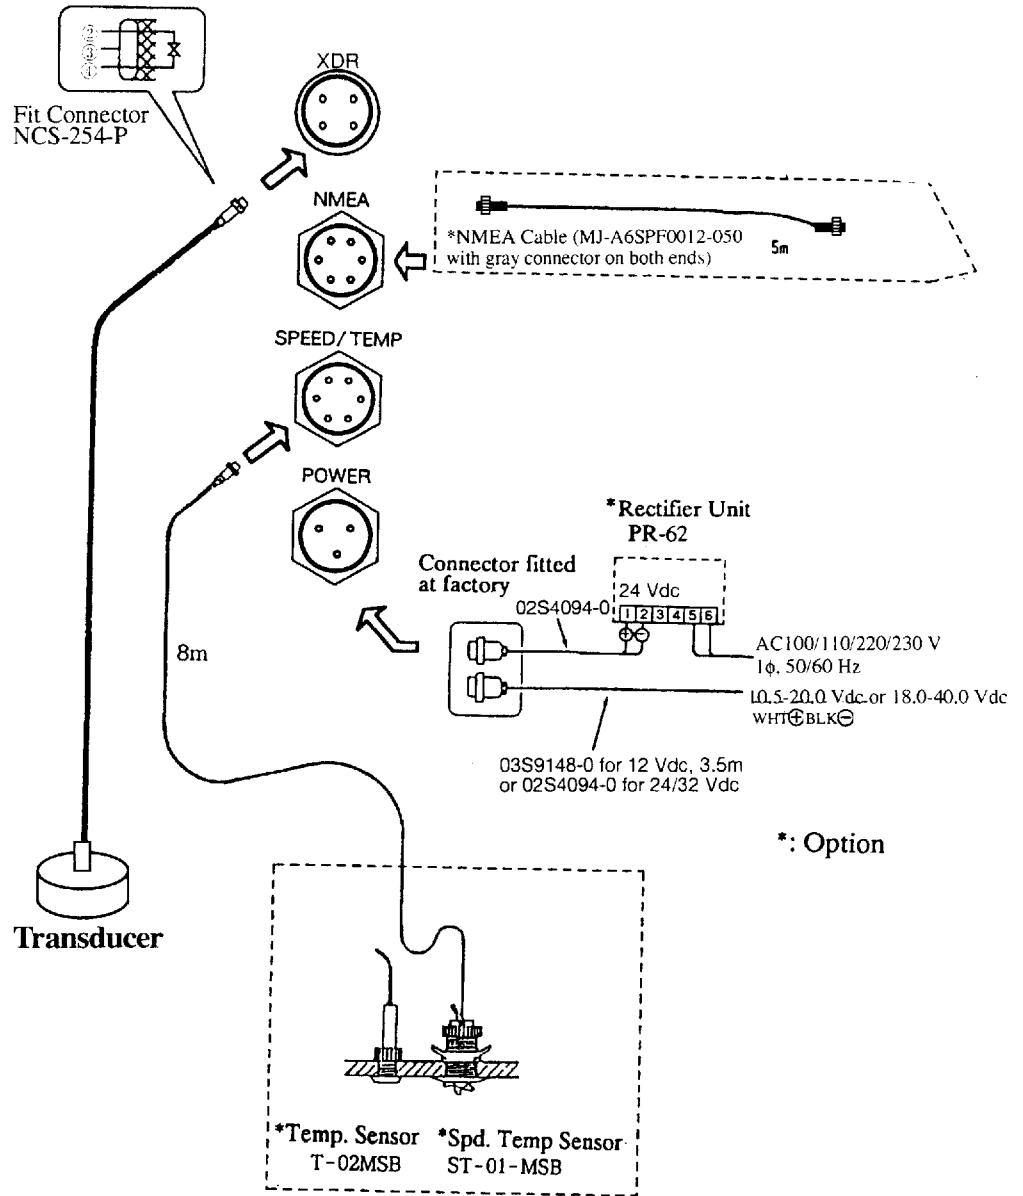 Fit Connector
NCS-254-P
XDR
NMEA
*NMEA Cable (MJ-A6SPF0012-050
with gray connector on both ends)
5m
SPEED/TEMP
POWER
*Rectifier Unit
PR-62
Connector fitted
at factory
02S4094-0
24 Vdc
1 2 3 4 5 6
⊕ ⊖
AC100/110/220/230 V
1ϕ, 50/60 Hz
10.5-20.0 Vdc or 18.0-40.0 Vdc
WHT⊕BLK⊖
8m
03S9148-0 for 12 Vdc, 3.5m
or 02S4094-0 for 24/32 Vdc
*: Option
Transducer
*Temp. Sensor
T-02MSB
*Spd. Temp Sensor
ST-01-MSB